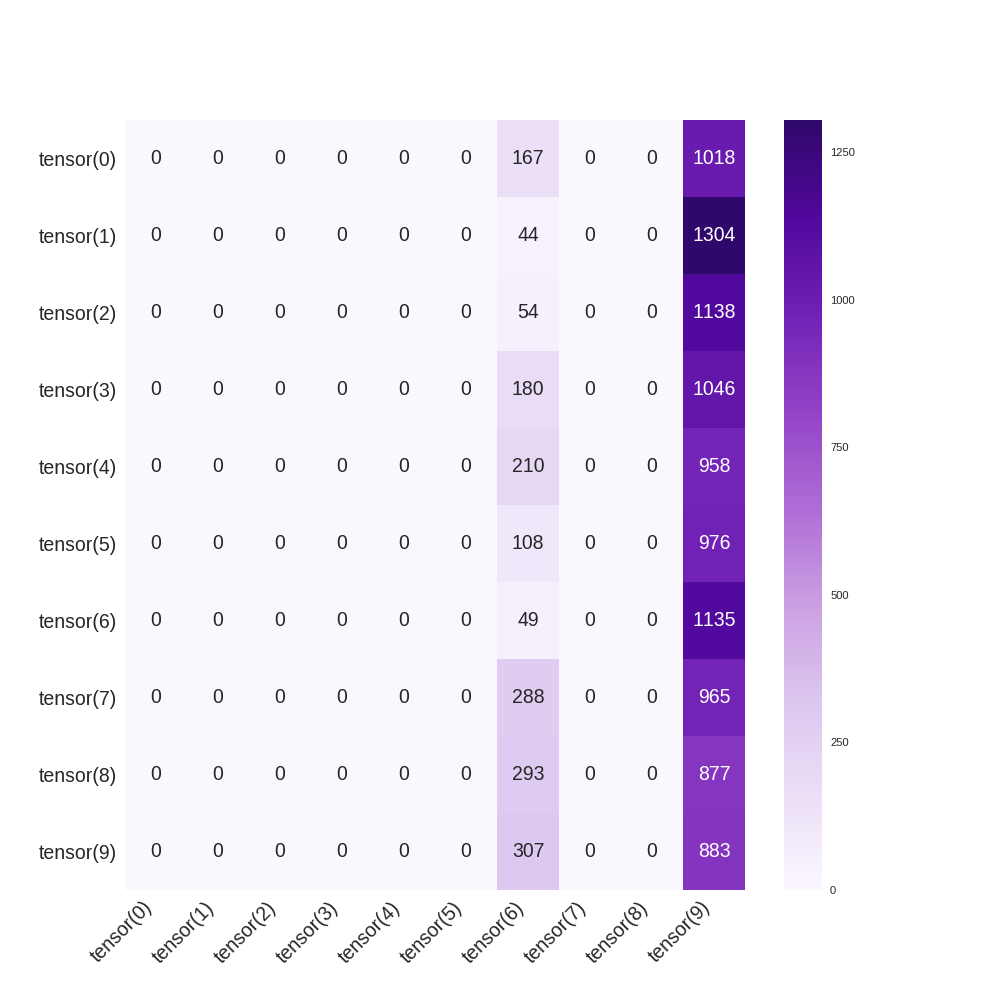 tensor(0) 0 0 0 0 0 0 167 0 0 1018
tensor(1) 0 0 0 0 0 0 44 0 0 1304
tensor(2) 0 0 0 0 0 0 54 0 0 1138
tensor(3) 0 0 0 0 0 0 180 0 0 1046
tensor(4) 0 0 0 0 0 0 210 0 0 958
tensor(5) 0 0 0 0 0 0 108 0 0 976
tensor(6) 0 0 0 0 0 0 49 0 0 1135
tensor(7) 0 0 0 0 0 0 288 0 0 965
tensor(8) 0 0 0 0 0 0 293 0 0 877
tensor(9) 0 0 0 0 0 0 307 0 0 883
tensor(0) tensor(1) tensor(2) tensor(3) tensor(4) tensor(5) tensor(6) tensor(7) tensor(8) tensor(9)
1250
1000
750
500
250
0